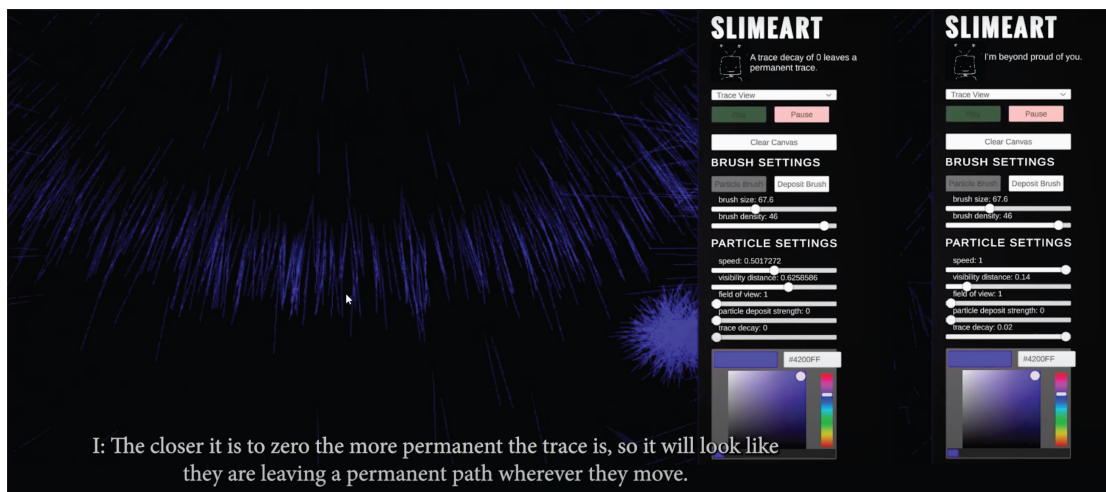 SLIMEART
A trace decay of 0 leaves a
permanent trace.
Trace View
Play Pause
Clear Canvas
BRUSH SETTINGS
Particle Brush Deposit Brush
brush size: 67.6
brush density: 46
PARTICLE SETTINGS
speed: 0.5017272
visibility distance: 0.6258586
field of view: 1
particle deposit strength: 0
trace decay: 0
#4200FF
SLIMEART
I'm beyond proud of you.
Trace View
Play Pause
Clear Canvas
BRUSH SETTINGS
Particle Brush Deposit Brush
brush size: 67.6
brush density: 46
PARTICLE SETTINGS
speed: 1
visibility distance: 0.14
field of view: 1
particle deposit strength: 0
trace decay: 0.02
#4200FF
I: The closer it is to zero the more permanent the trace is, so it will look like
they are leaving a permanent path wherever they move.